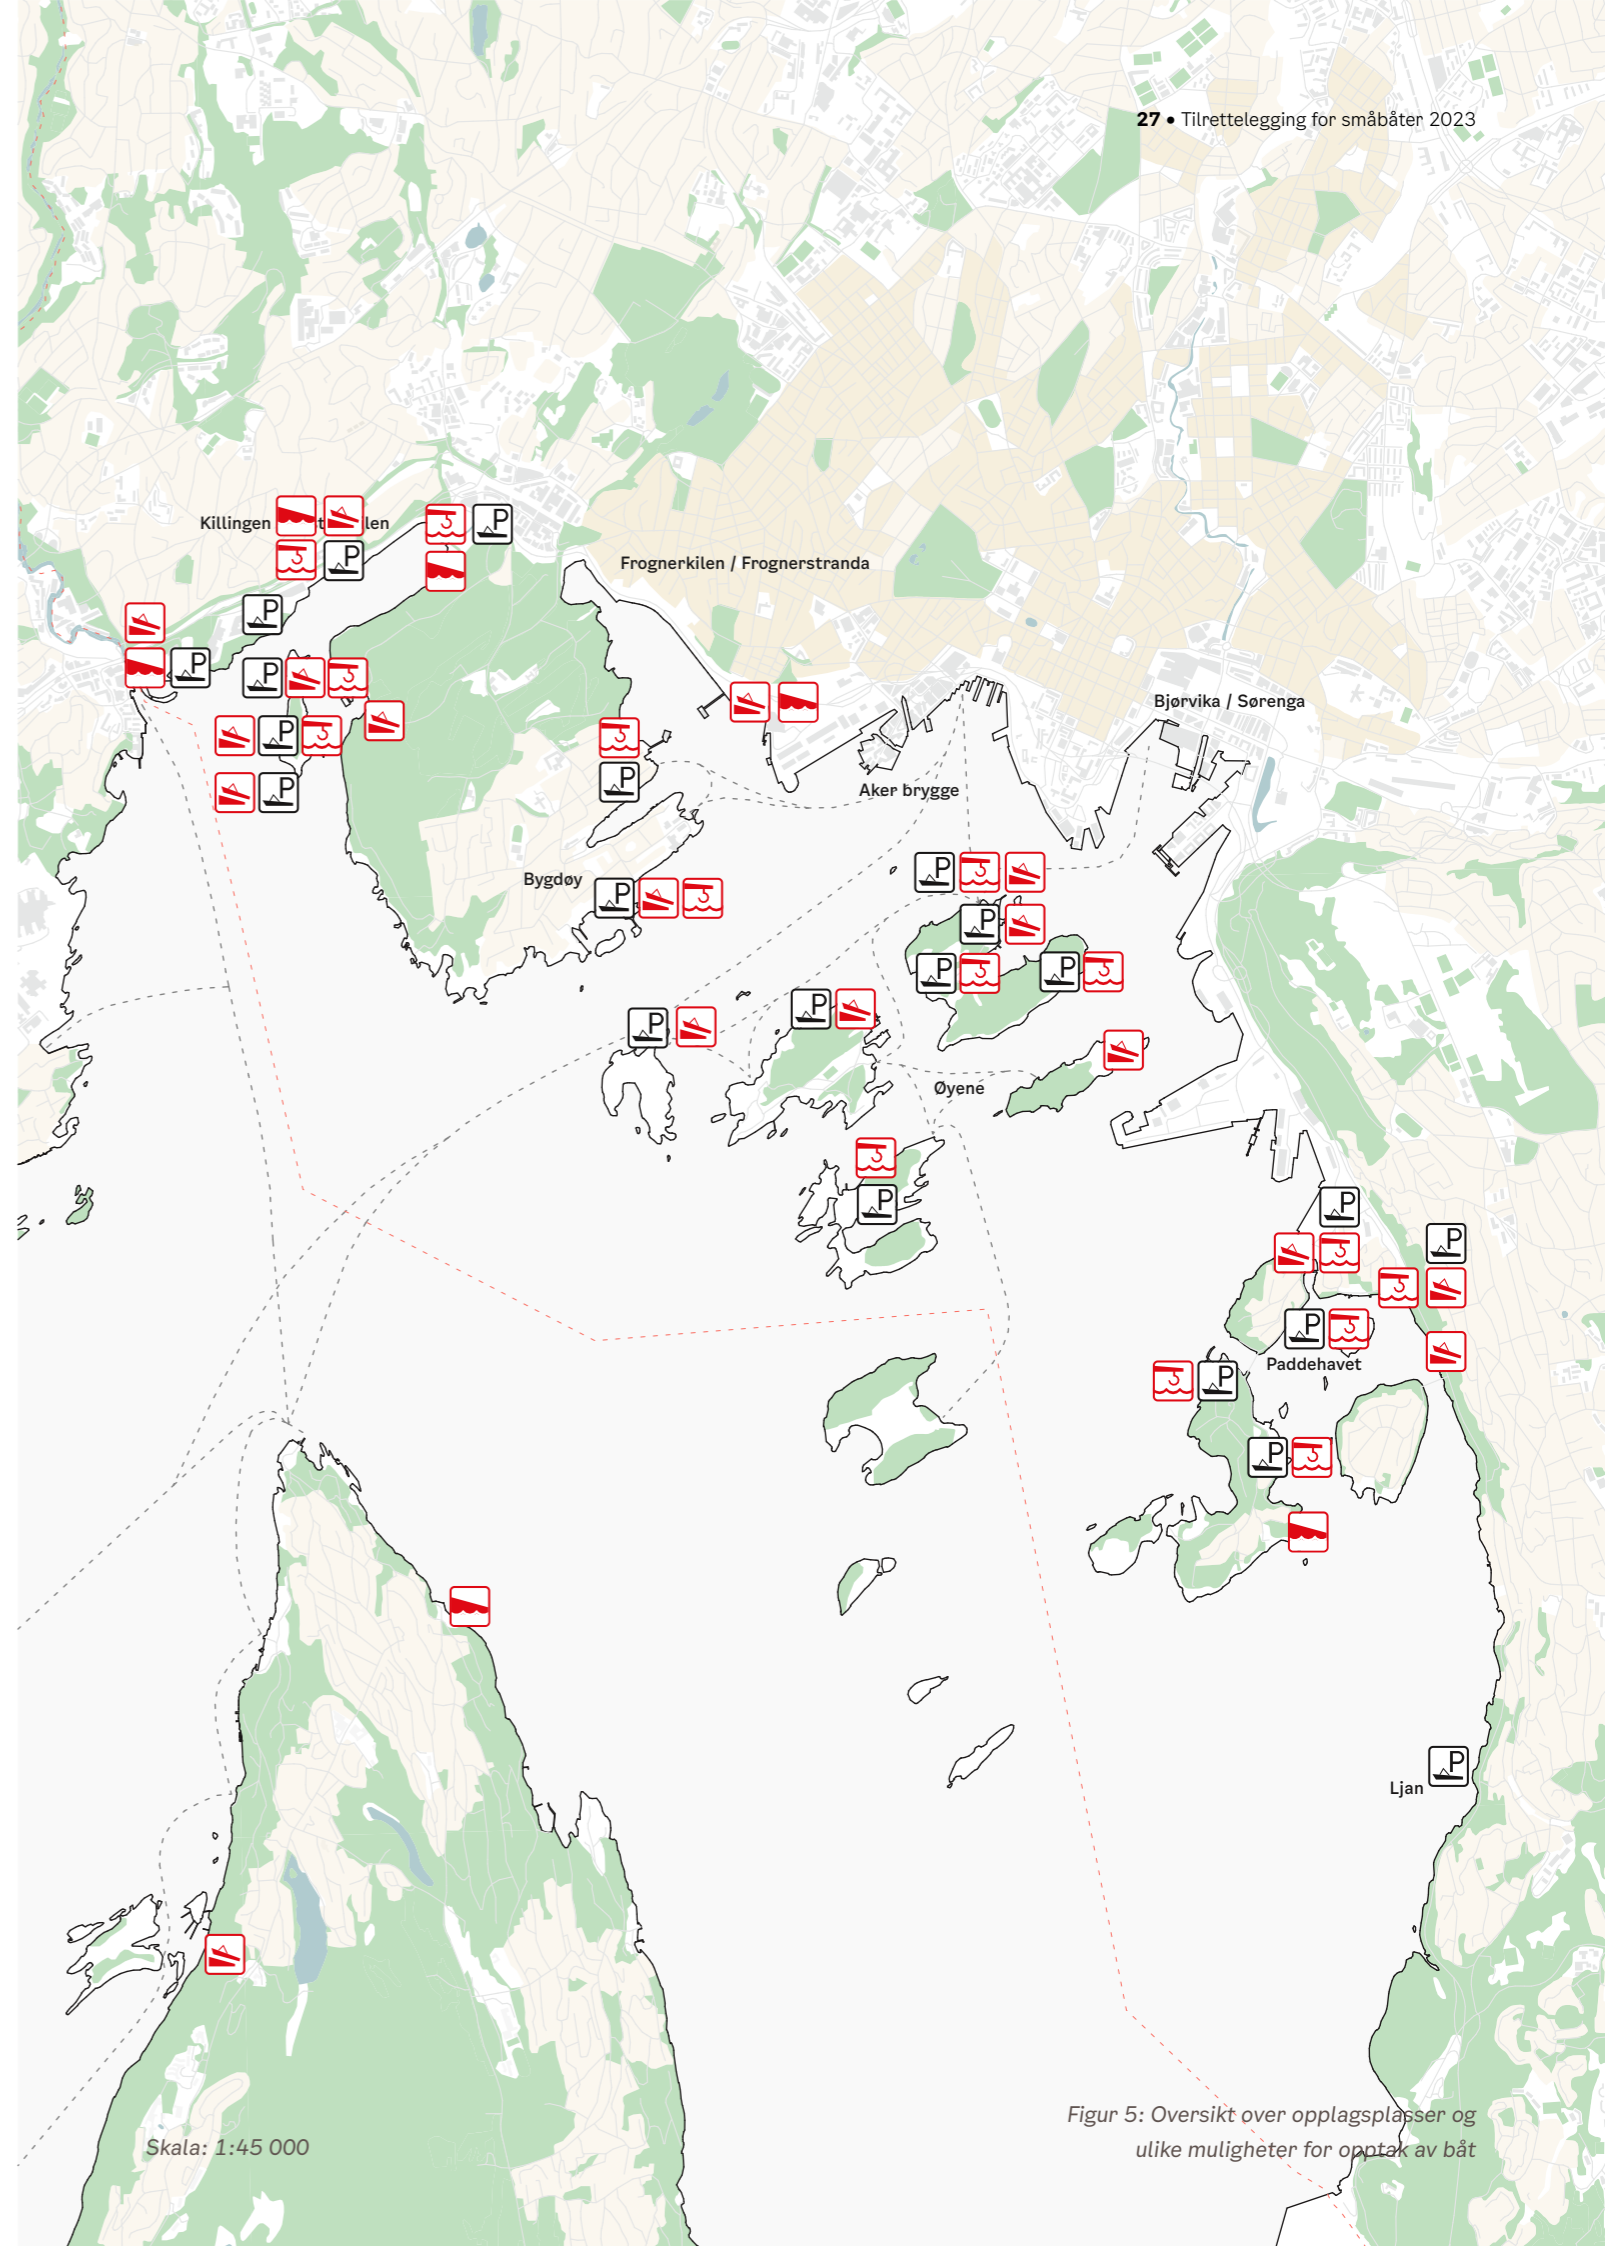 27 • Tilrettelegging for småbåter 2023
Killingen
len
Frognerkilen / Frognerstranda
Bjørvika / Sørenga
Aker brygge
Bygdøy
Øyene
Paddehavet
Ljan
Figur 5: Oversikt over opplagsplasser og
ulike muligheter for opptak av båt
Skala: 1:45 000